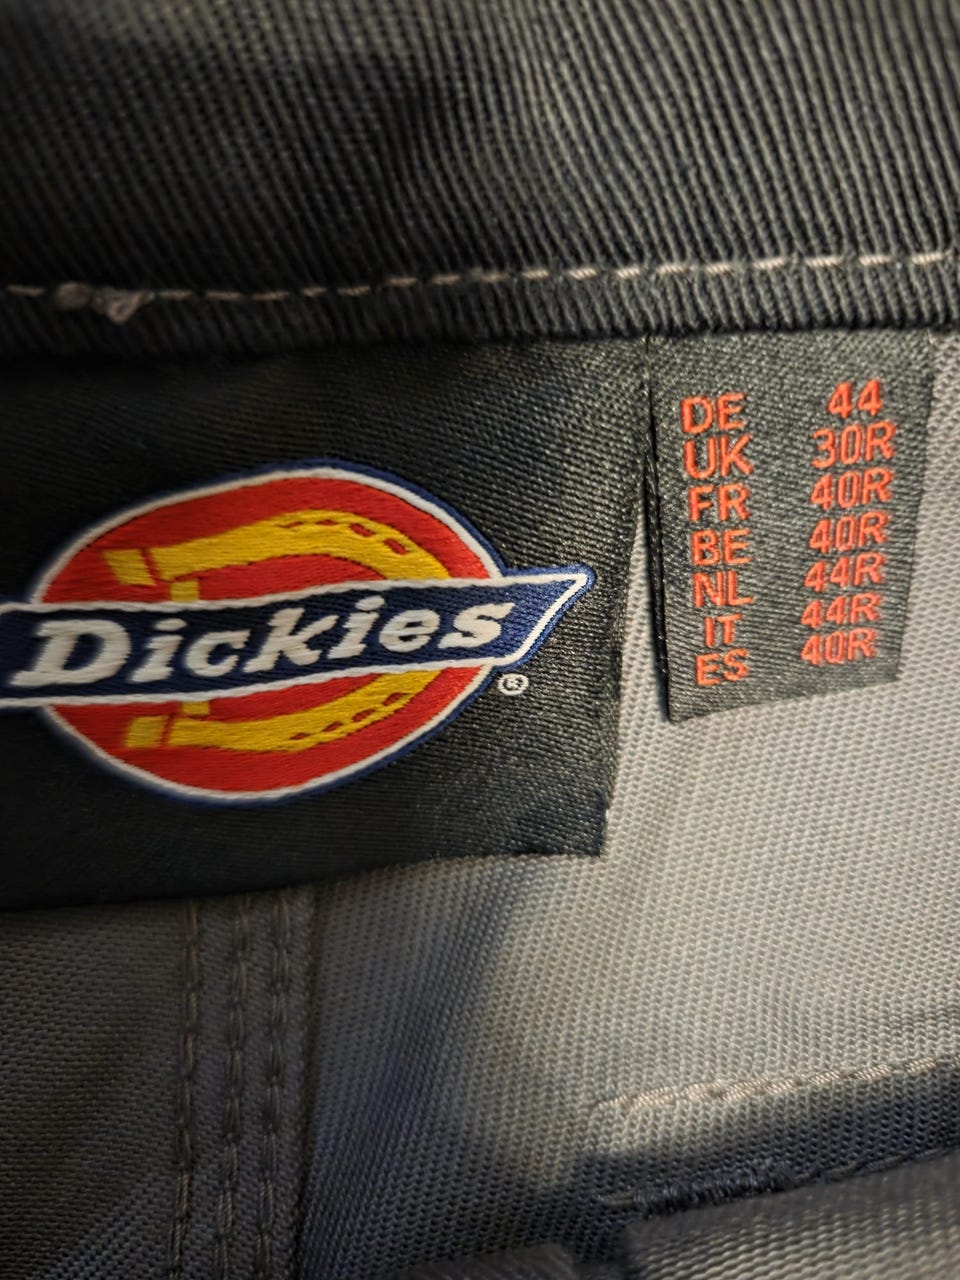 Dickies
®
DE 44
UK 30R
FR 40R
BE 40R
NL 44R
IT 44R
ES 40R